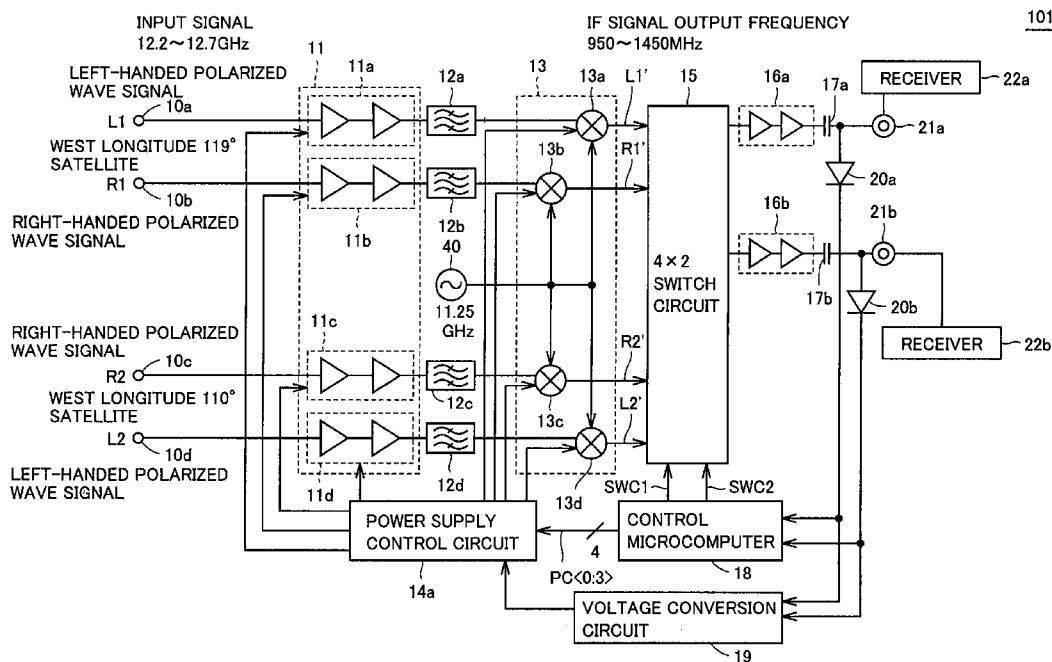 101
INPUT SIGNAL
12.2~12.7GHz
IF SIGNAL OUTPUT FREQUENCY
950~1450MHz
LEFT-HANDED POLARIZED
WAVE SIGNAL
10a
L1
11
11a
12a
13
13a
L1'
15
16a
17a
RECEIVER
22a
21a
WEST LONGITUDE 119°
SATELLITE
R1
10b
13b
R1'
20a
RIGHT-HANDED POLARIZED
WAVE SIGNAL
11b
12b
16b
21b
40
11.25
GHz
4×2
SWITCH
CIRCUIT
17b
20b
RIGHT-HANDED POLARIZED
WAVE SIGNAL
10c
11c
R2'
RECEIVER
22b
R2
12c
13c
WEST LONGITUDE 110°
SATELLITE
L2'
L2
10d
LEFT-HANDED POLARIZED
WAVE SIGNAL
11d
12d
13d
SWC1
SWC2
POWER SUPPLY
CONTROL CIRCUIT
14a
4
PC<0:3>
CONTROL
MICROCOMPUTER
18
VOLTAGE CONVERSION
CIRCUIT
19